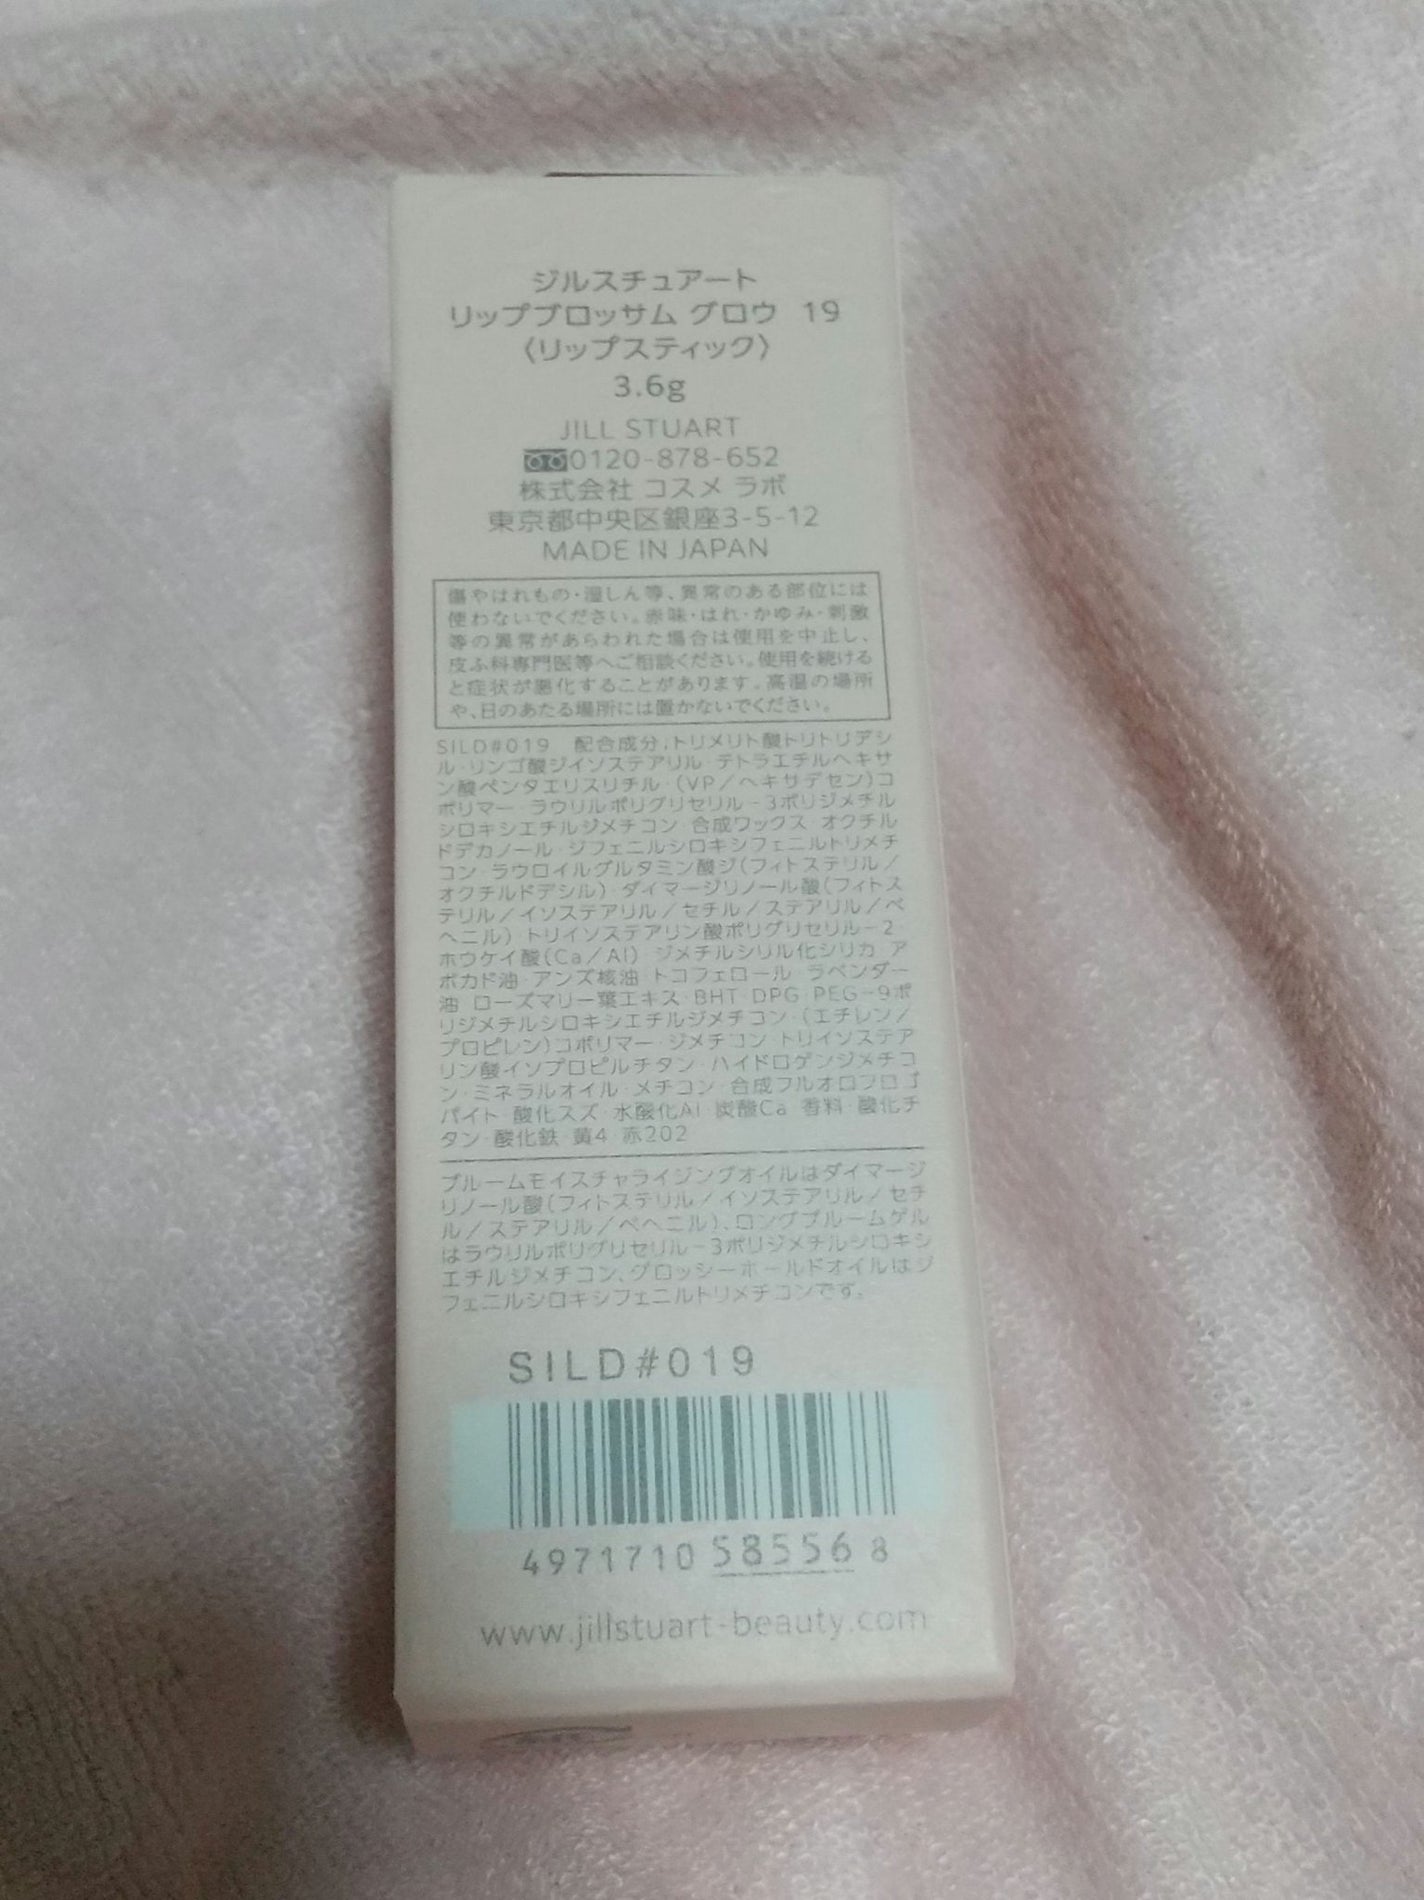 ジルスチュアート
リップブロッサム グロウ 19
〈リップスティック〉
3.6g
JILL STUART
0120-878-652
株式会社 コスメ ラボ
東京都中央区銀座3-5-12
MADE IN JAPAN
傷やはれもの・湿しん等、異常のある部位には
使わないでください。赤味・はれ・かゆみ・刺激
等の異常があらわれた場合は使用を中止し、
皮ふ科専門医等へご相談ください。使用を続ける
と症状が悪化することがあります。高温の場所
や、日のあたる場所には置かないでください。
SILD#019 配合成分:トリメリト酸トリトリデシ
ル・リンゴ酸ジイソステアリル・テトラエチルヘキサ
ン酸ペンタエリスリチル・(VP/ヘキサデセン)コ
ポリマー・ラウリルポリグリセリル-3ポリジメチル
シロキシエチルジメチコン・合成ワックス・オクチル
ドデカノール・ジフェニルシロキシフェニルトリメチ
コン・ラウロイルグルタミン酸ジ(フィトステリル/
オクチルドデシル)・ダイマージリノール酸(フィトス
テリル/イソステアリル/セチル/ステアリル/ベ
ヘニル)・トリイソステアリン酸ポリグリセリル-2・
ホウケイ酸(Ca/Al)・ジメチルシリル化シリカ・ア
ボカド油・アンズ核油・トコフェロール・ラベンダー
油・ローズマリー葉エキス・BHT・DPG・PEG-9ポ
リジメチルシロキシエチルジメチコン・(エチレン/
プロピレン)コポリマー・ジメチコン・トリイソステア
リン酸イソプロピルチタン・ハイドロゲンジメチコ
ン・ミネラルオイル・メチコン・合成フルオロフロゴ
パイト・酸化スズ・水酸化Al・炭酸Ca・香料・酸化チ
タン・酸化鉄・黄4・赤202
ブルームモイスチャライジングオイルはダイマージ
リノール酸(フィトステリル/イソステアリル/セチ
ル/ステアリル/ベヘニル)、ロングブルームゲル
はラウリルポリグリセリル-3ポリジメチルシロキシ
エチルジメチコン、グロッシーホールドオイルはジ
フェニルシロキシフェニルトリメチコンです。
SILD#019
4971710 58556 8
www.jillstuart-beauty.com